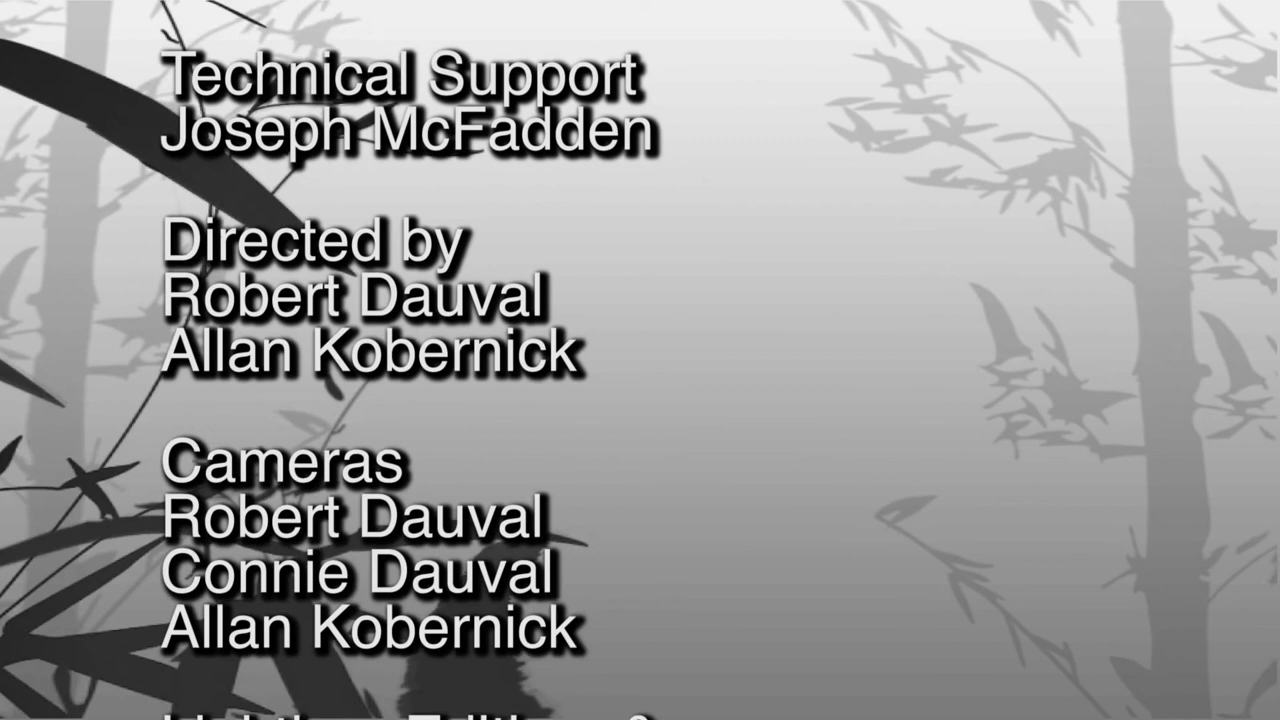 Technical Support
Joseph McFadden
Directed by
Robert Dauval
Allan Kobernick
Cameras
Robert Dauval
Connie Dauval
Allan Kobernick